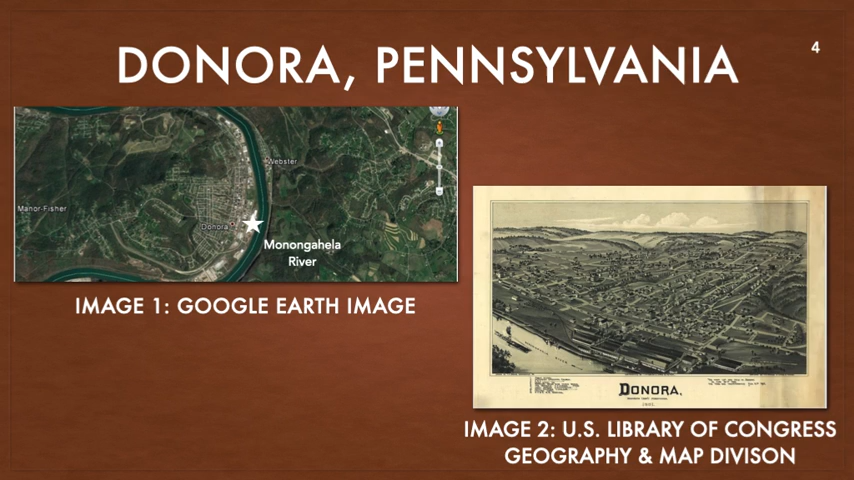 DONORA, PENNSYLVANIA
4
Webster
Manor-Fisher
Donora
Monongahela
River
IMAGE 1: GOOGLE EARTH IMAGE
DONORA,
IMAGE 2: U.S. LIBRARY OF CONGRESS
GEOGRAPHY & MAP DIVISON